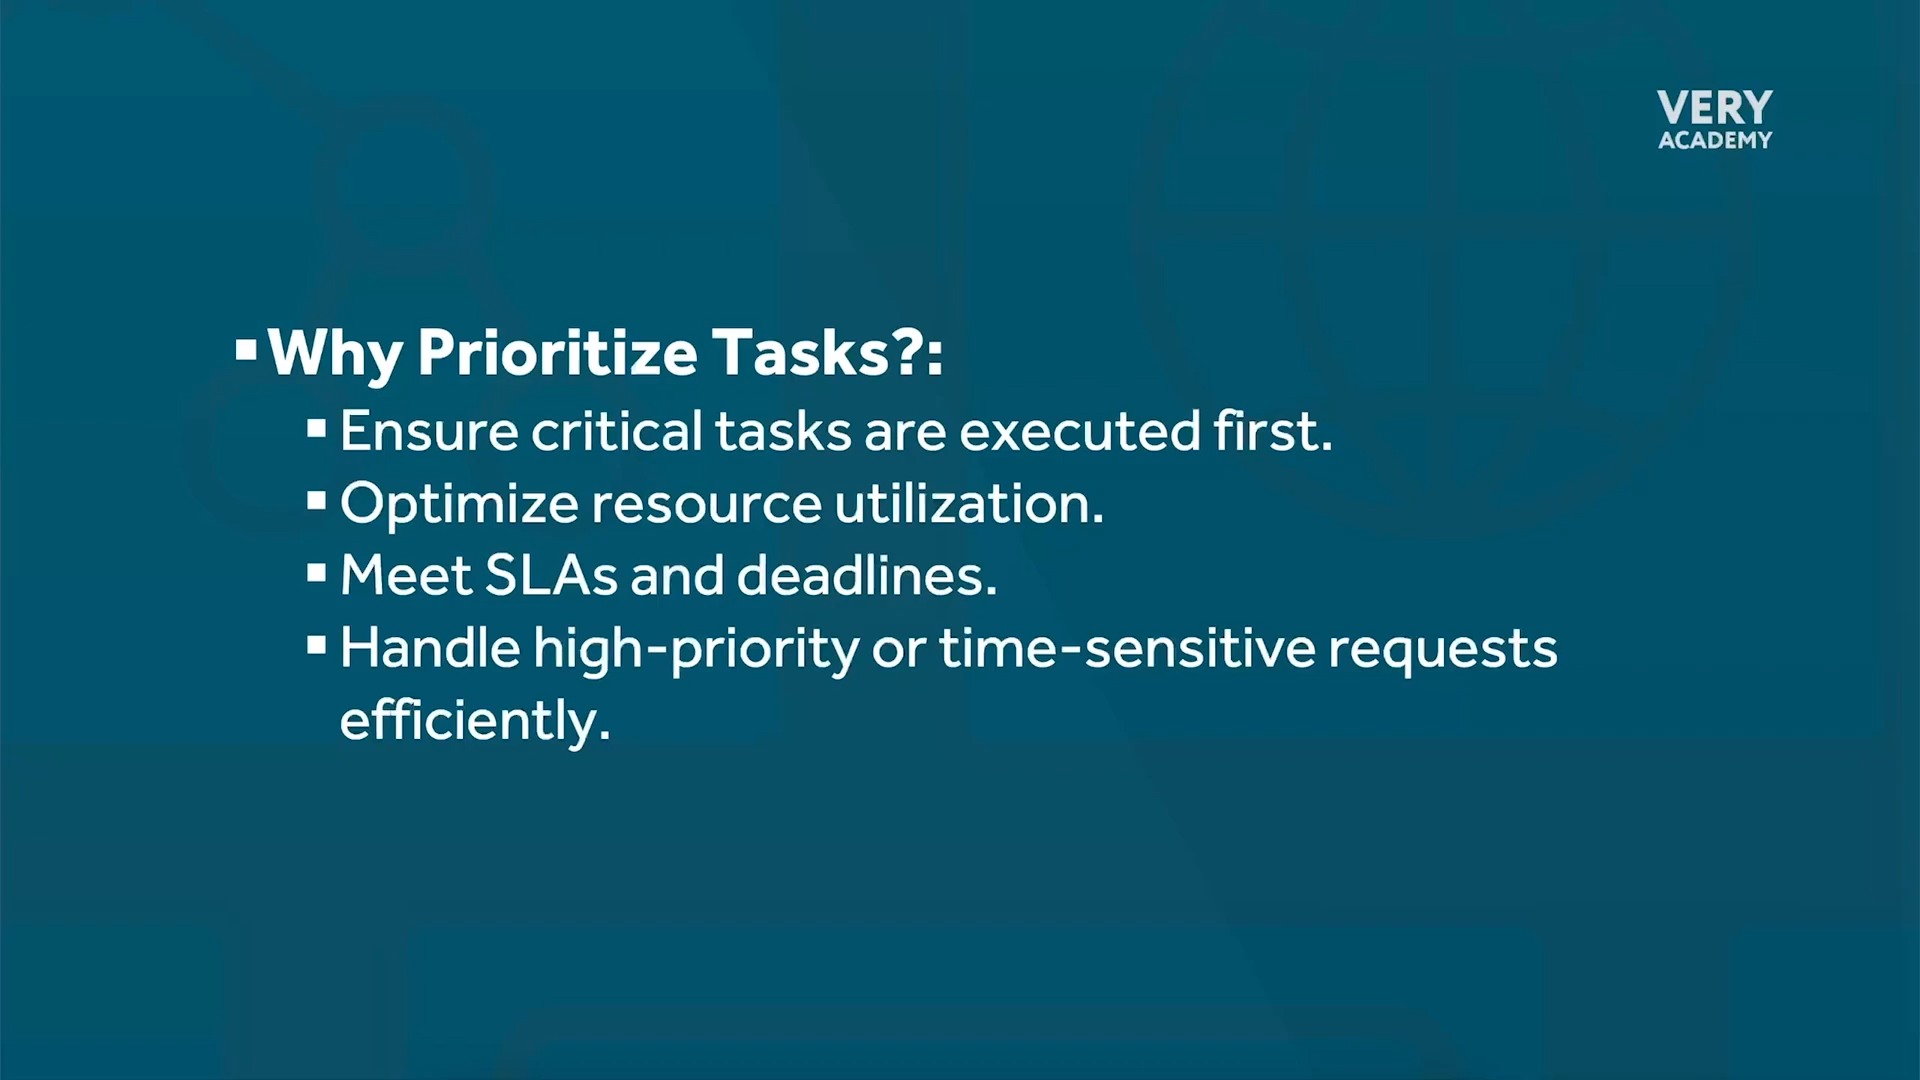 VERY
ACADEMY
▪Why Prioritize Tasks?:
▪Ensure critical tasks are executed first.
▪Optimize resource utilization.
▪Meet SLAs and deadlines.
▪Handle high-priority or time-sensitive requests
efficiently.